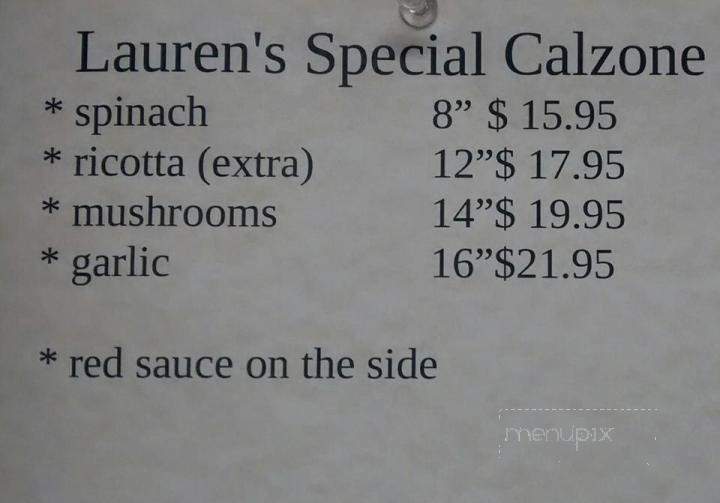 Lauren's Special Calzone
* spinach 8” $ 15.95
* ricotta (extra) 12”$ 17.95
* mushrooms 14”$ 19.95
* garlic 16”$21.95
* red sauce on the side
menupix